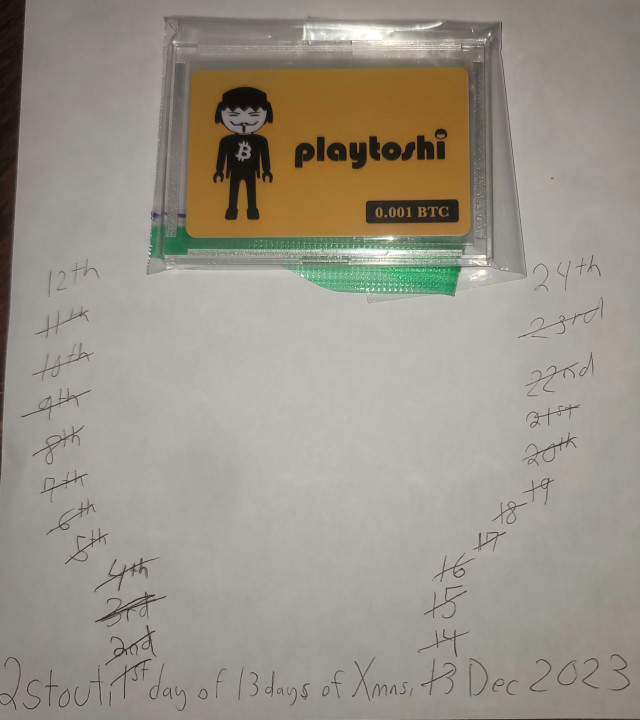 playtoshi
0.001 BTC
12th
11th
10th
9th
8th
7th
6th
5th
4th
3rd
2nd
24th
23rd
22nd
21st
20th
19
18
17
16
15
14
2stout, 1st day of 13 days of Xmns, 13 Dec 2023